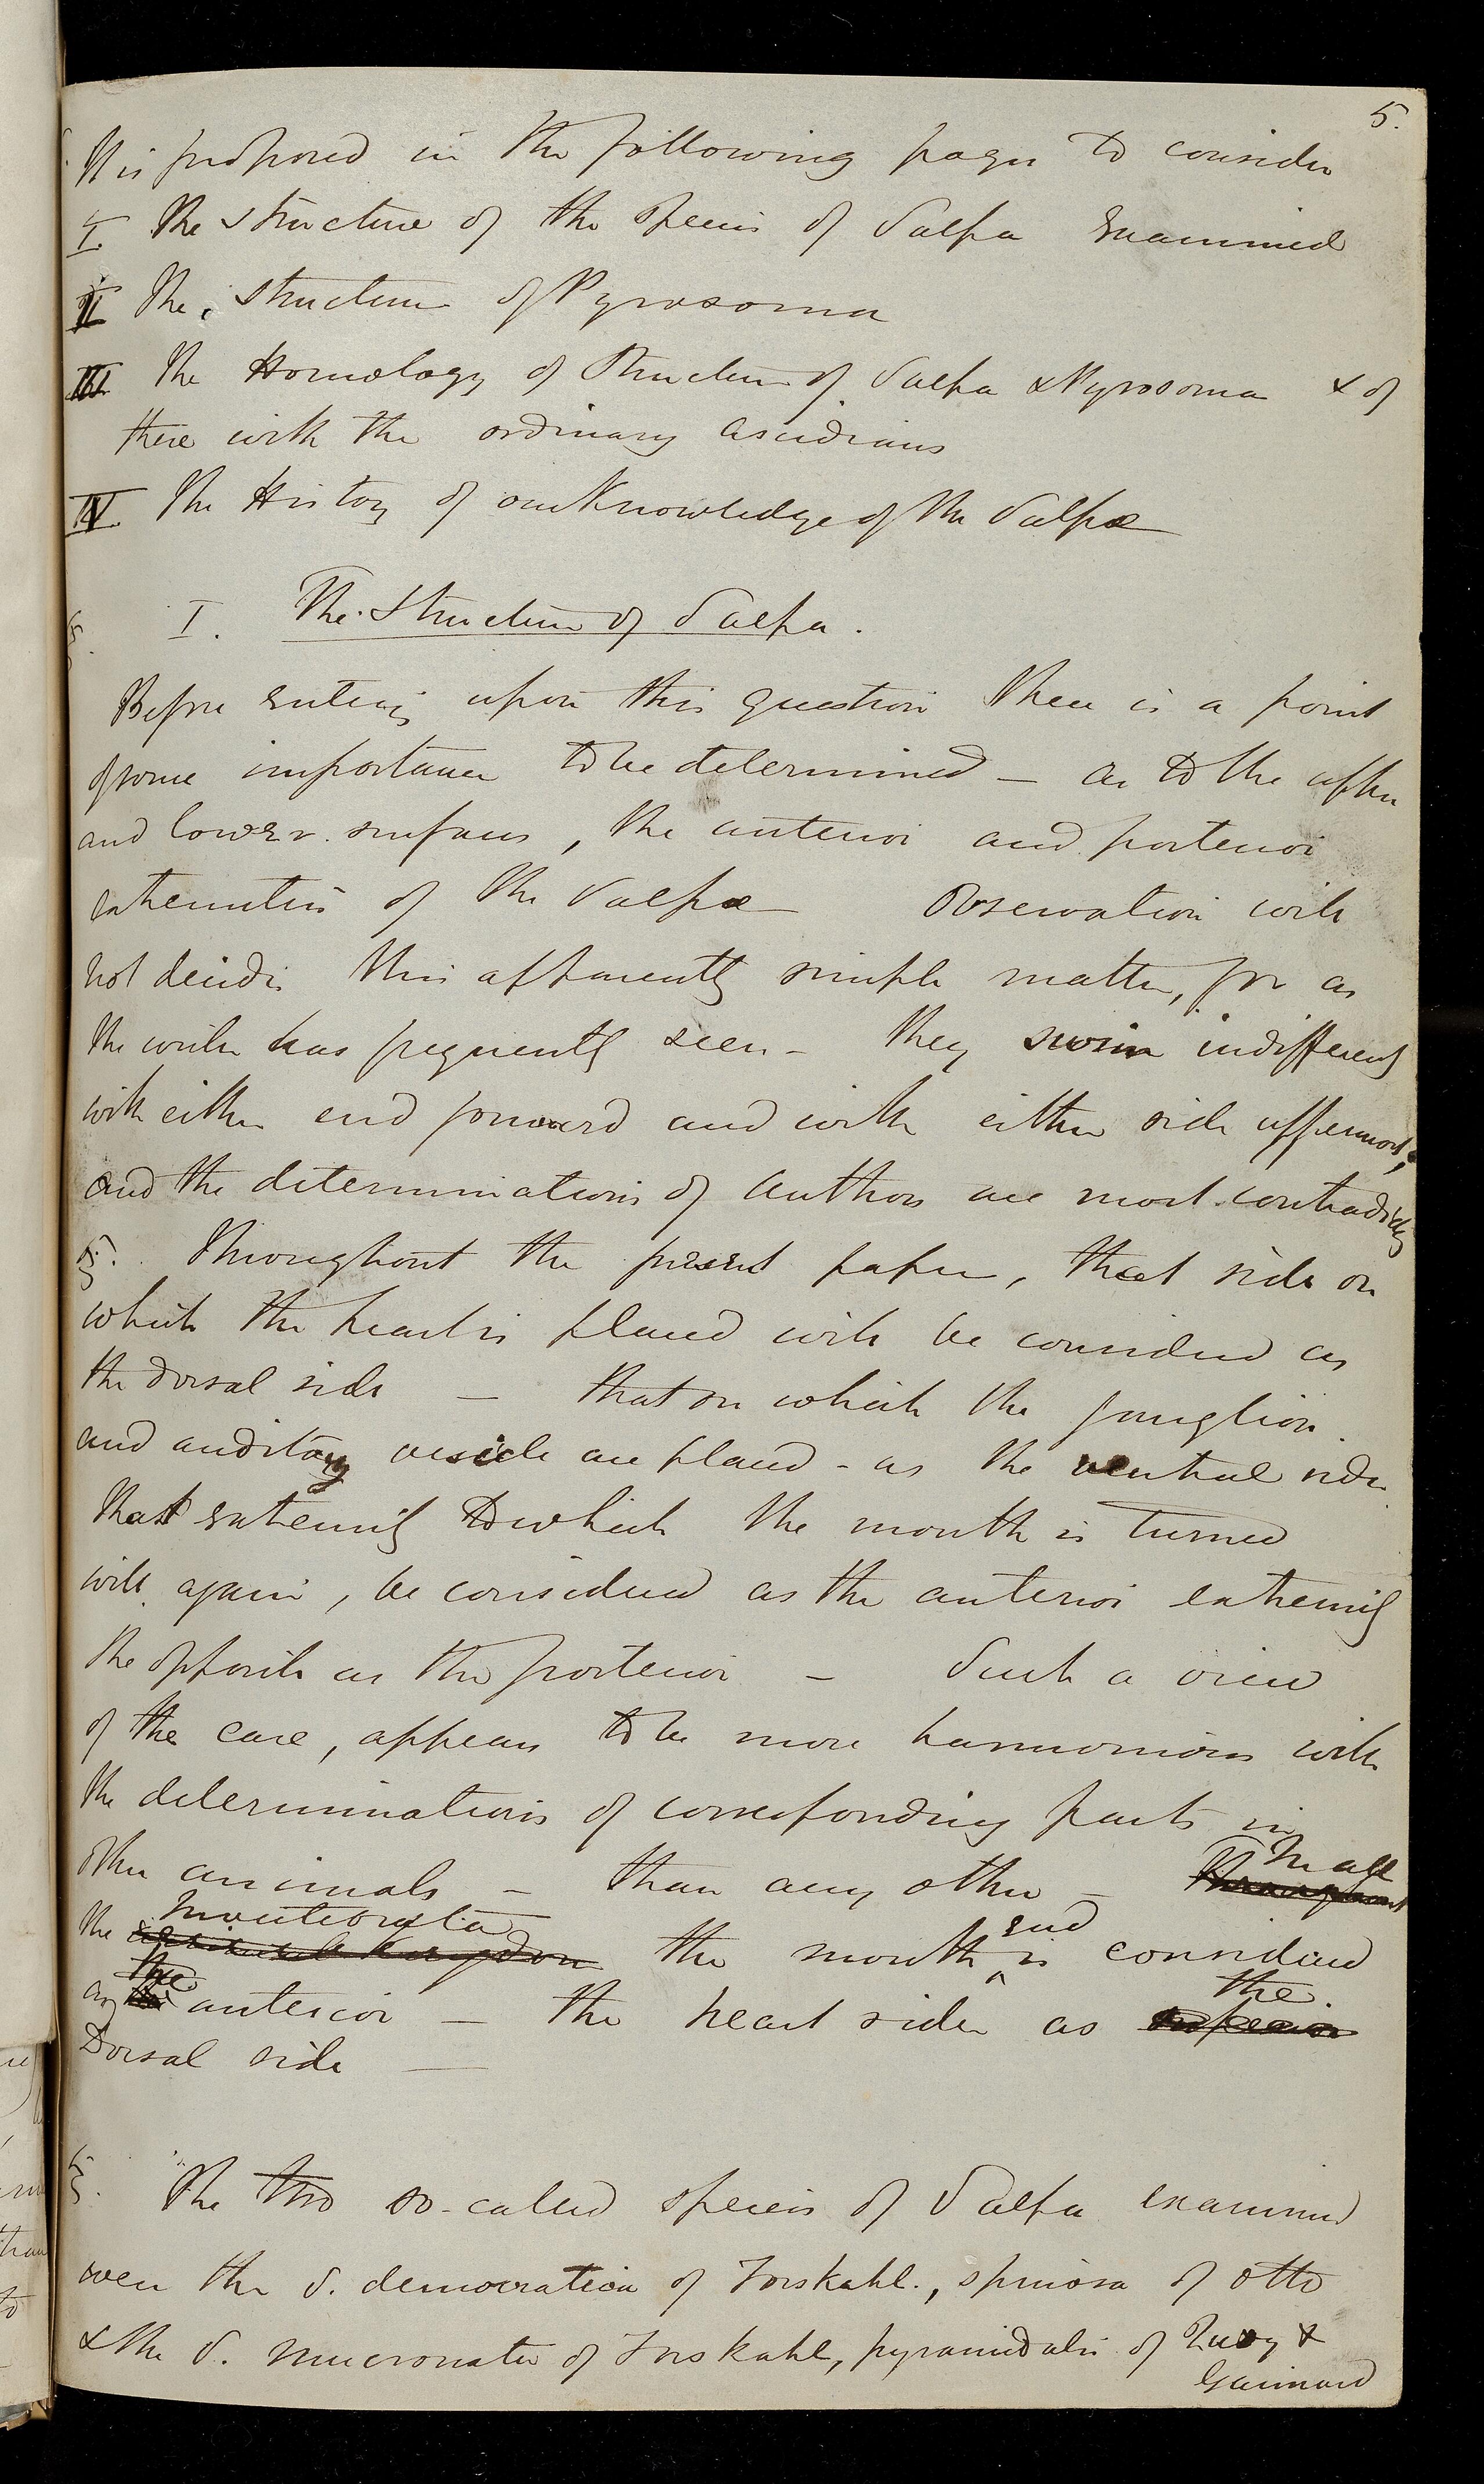 5.
It is proposed in the following pages to consider
I. The structure of the species of Salpa examined
II The structure of Pyrosoma
III The Homology of Structure of Salpa & Pyrosoma & of
these with the ordinary ascidians
IV. The History of our Knowledge of the Salpæ
I. The Structure of Salpa.
Before entering upon this question there is a point
of some importance to be determined – as to the upper
and lower surfaces, the anterior and posterior
extremities of the Salpæ Observation will
not decide this apparently simple matter, for as
the writer has frequently seen – they swim indifferently
with either end forward and with either side uppermost,
and the determinations of authors are most contradictory
§. Throughout the present paper, that side on
which the heart is placed will be considered as
the dorsal side – that on which the ganglion
and auditory vesicle are placed – as the ventral side.
That extremity to which the mouth is turned
will again, be considered as the anterior extremity
the opposite as the posterior – Such a view
of the case, appears to be more harmonious with
the determinations of corresponding parts in
other animals – than any other – In all
Throughout
Invertebrata end
the Kingdom the mouth is considered
the the
as anterior – the heart side as
Dorsal side –
§. The two so-called species of Salpa examined
were the S. democratica of Forskahl., spinosa of Otto
& the S. mucronata of Forskahl, pyramidalis of Quoy &
Gaimard